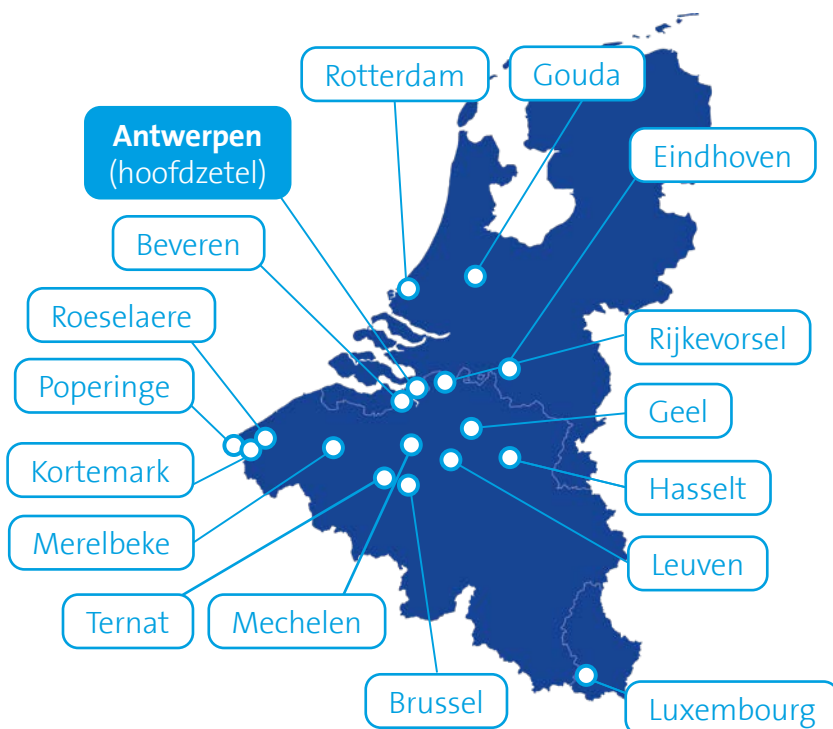 Rotterdam
Gouda
Antwerpen
(hoofdzetel)
Eindhoven
Beveren
Roeselaere
Rijkevorsel
Poperinge
Geel
Kortemark
Hasselt
Merelbeke
Leuven
Ternat
Mechelen
Brussel
Luxembourg